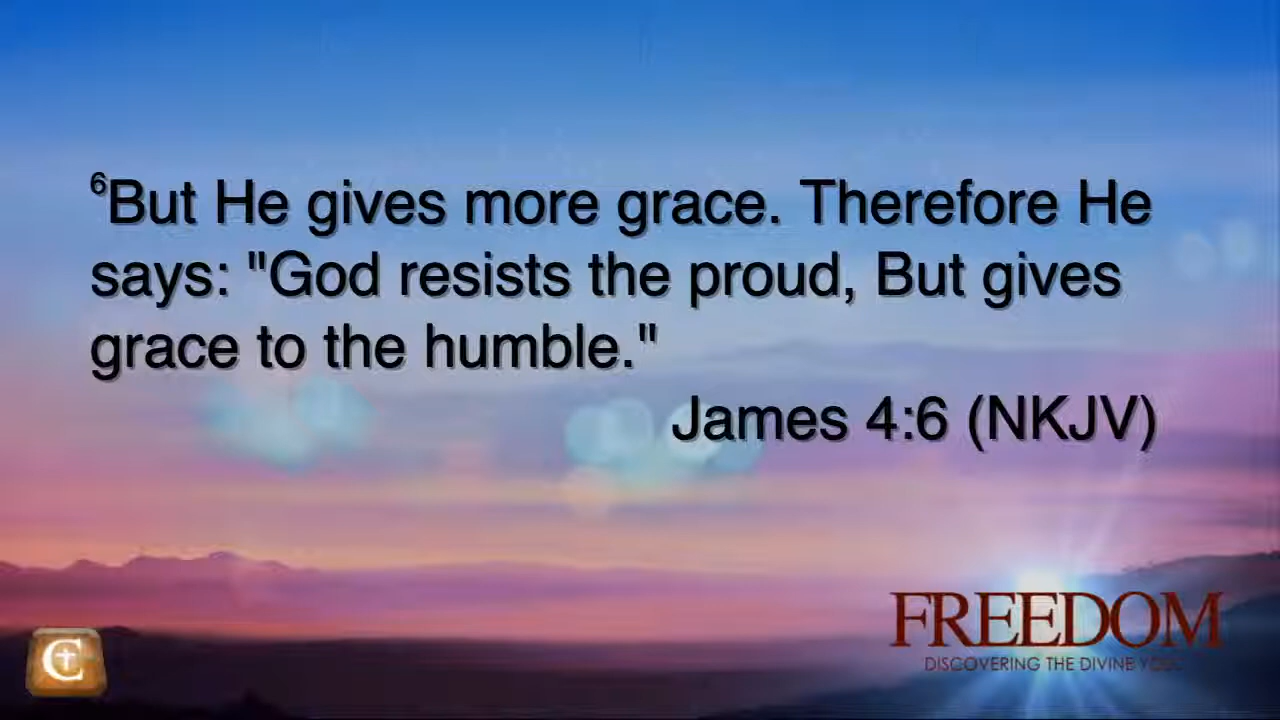 ⁶But He gives more grace. Therefore He
says: "God resists the proud, But gives
grace to the humble."
James 4:6 (NKJV)
FREEDOM
DISCOVERING THE DIVINE YOU
C